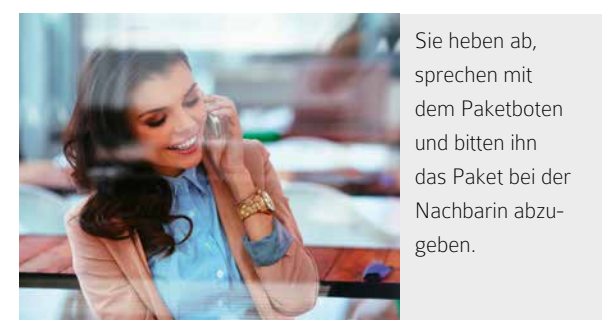 Sie heben ab,
sprechen mit
dem Paketboten
und bitten ihn
das Paket bei der
Nachbarin abzu-
geben.